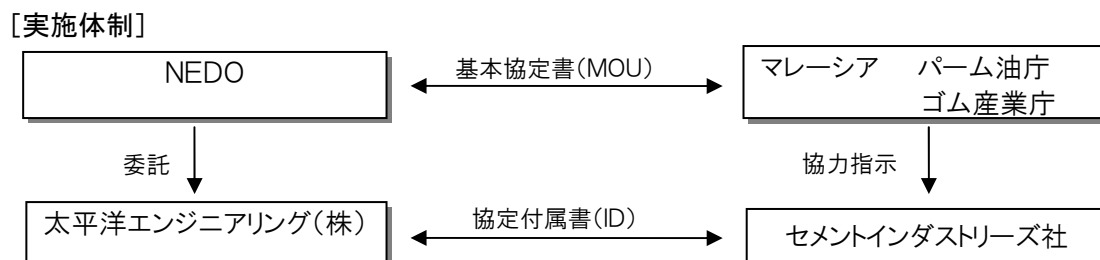 [実施体制]
NEDO
基本協定書(MOU)
マレーシア パーム油庁
ゴム産業庁
委託
協力指示
太平洋エンジニアリング(株)
協定付属書(ID)
セメントインダストリーズ社